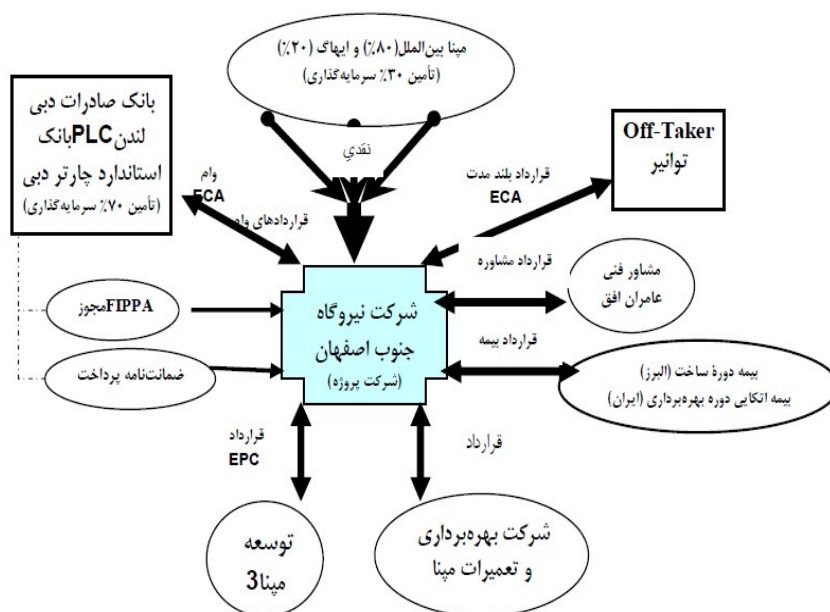 مپنا بین‌الملل(۸۰٪) و ایهاگ (۲۰٪)
(تأمین ۳۰٪ سرمایه‌گذاری)
Off-Taker
توانیر
بانک صادرات دبی
لندنPLCبانک
استاندارد چارتر دبی
(تأمین ۷۰٪ سرمایه‌گذاری)
نقدي
وام
ECA
قراردادهای وام
قرارداد بلند مدت
ECA
قرارداد مشاوره
مشاور فنی
عامران افق
FIPPAمجوز
شرکت نیروگاه
جنوب اصفهان
(شرکت پروژه)
قرارداد بیمه
بیمه دورهٔ ساخت (البرز)
بیمه اتکایی دوره بهره‌برداری (ایران)
ضمانت‌نامه پرداخت
قرارداد
EPC
قرارداد
توسعه
مپنا3
شرکت بهره‌برداری
و تعمیرات مپنا